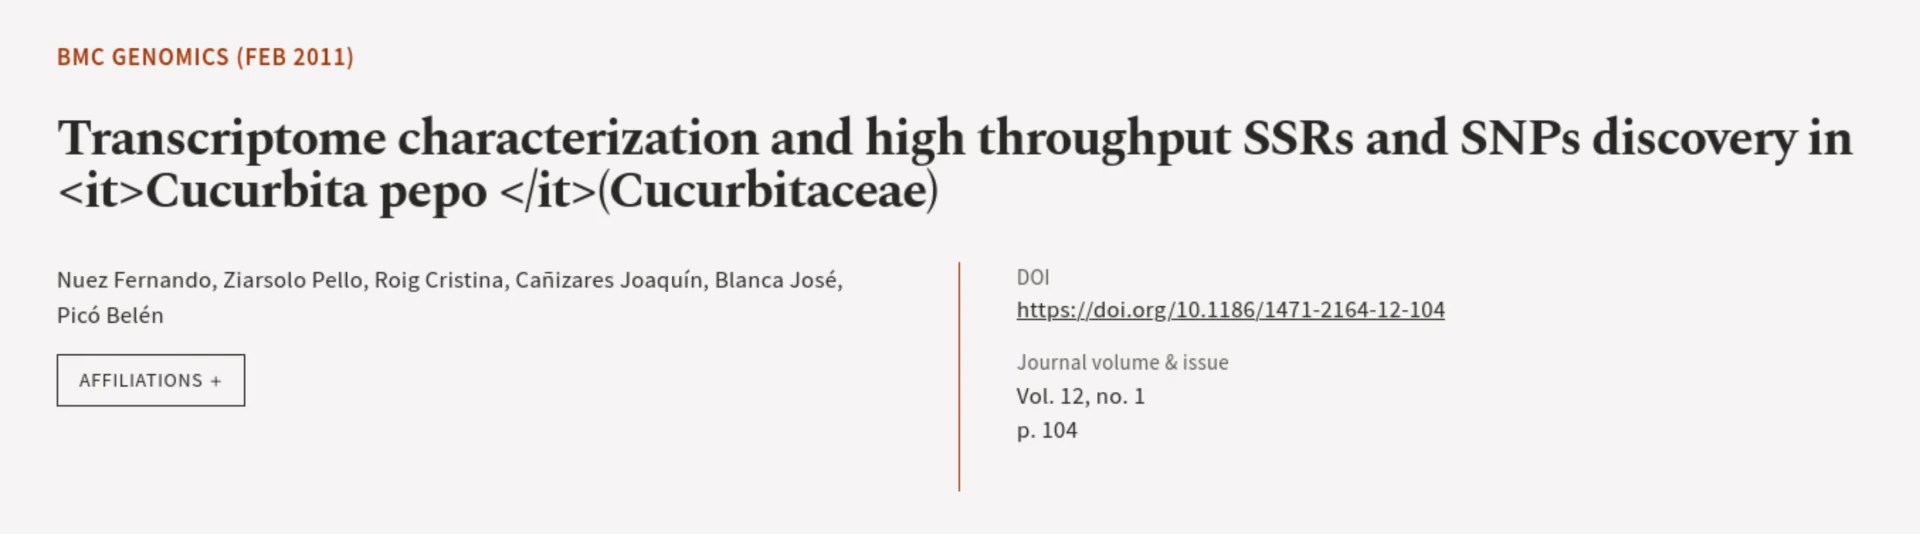 BMC GENOMICS (FEB 2011)
Transcriptome characterization and high throughput SSRs and SNPs discovery in
<it>Cucurbita pepo </it>(Cucurbitaceae)
Nuez Fernando, Ziarsolo Pello, Roig Cristina, Cañizares Joaquín, Blanca José,
Picó Belén
AFFILIATIONS +
DOI
https://doi.org/10.1186/1471-2164-12-104
Journal volume & issue
Vol. 12, no. 1
p. 104